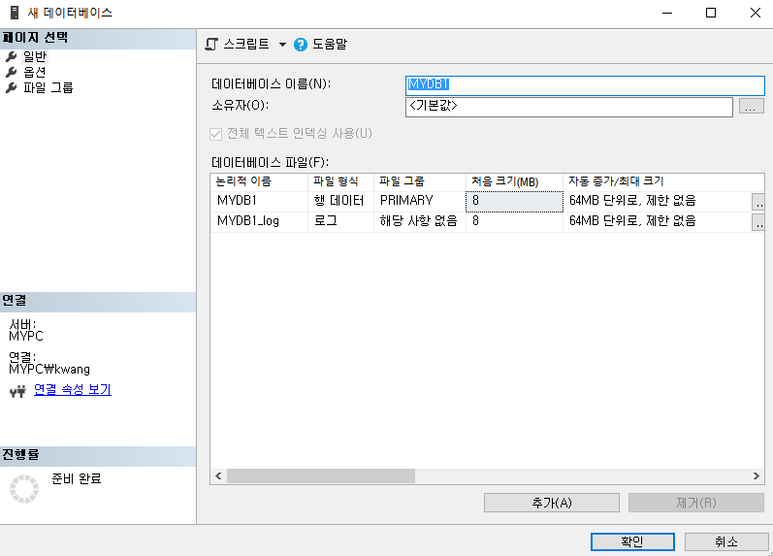 새 데이터베이스
페이지 선택
일반
옵션
파일 그룹
스크립트 도움말
데이터베이스 이름(N): MYDB1
소유자(O): <기본값> ...
전체 텍스트 인덱싱 사용(U)
데이터베이스 파일(F):
논리적 이름 파일 형식 파일 그룹 처음 크기(MB) 자동 증가/최대 크기
MYDB1 행 데이터 PRIMARY 8 64MB 단위로, 제한 없음 ..
MYDB1_log 로그 해당 사항 없음 8 64MB 단위로, 제한 없음 ..
연결
서버:
MYPC
연결:
MYPC₩kwang
연결 속성 보기
진행률
준비 완료
추가(A) 제거(R)
확인 취소